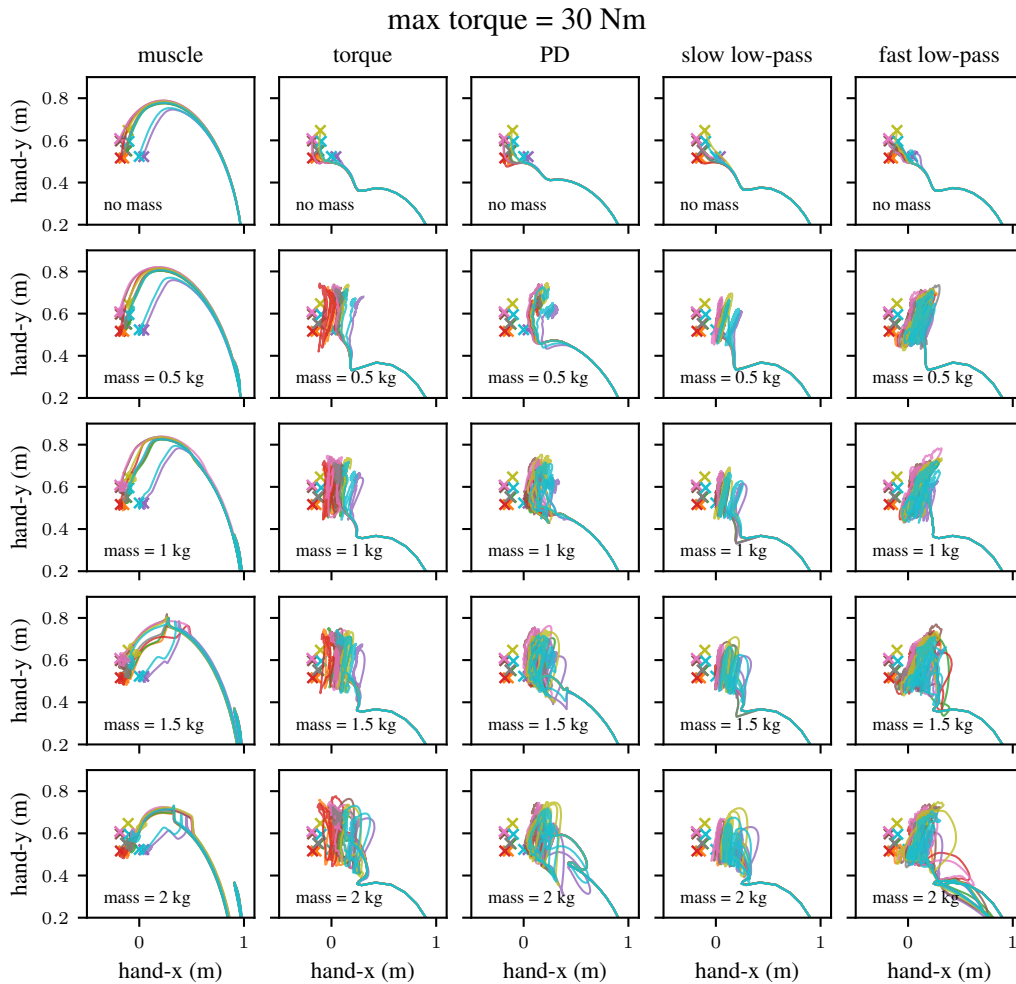 max torque = 30 Nm
muscle torque PD slow low-pass fast low-pass
hand-y (m) 0.8 0.6 0.4 0.2
no mass no mass no mass no mass no mass
hand-y (m) 0.8 0.6 0.4 0.2
mass = 0.5 kg mass = 0.5 kg mass = 0.5 kg mass = 0.5 kg mass = 0.5 kg
hand-y (m) 0.8 0.6 0.4 0.2
mass = 1 kg mass = 1 kg mass = 1 kg mass = 1 kg mass = 1 kg
hand-y (m) 0.8 0.6 0.4 0.2
mass = 1.5 kg mass = 1.5 kg mass = 1.5 kg mass = 1.5 kg mass = 1.5 kg
hand-y (m) 0.8 0.6 0.4 0.2
mass = 2 kg mass = 2 kg mass = 2 kg mass = 2 kg mass = 2 kg
0 1 0 1 0 1 0 1 0 1
hand-x (m) hand-x (m) hand-x (m) hand-x (m) hand-x (m)